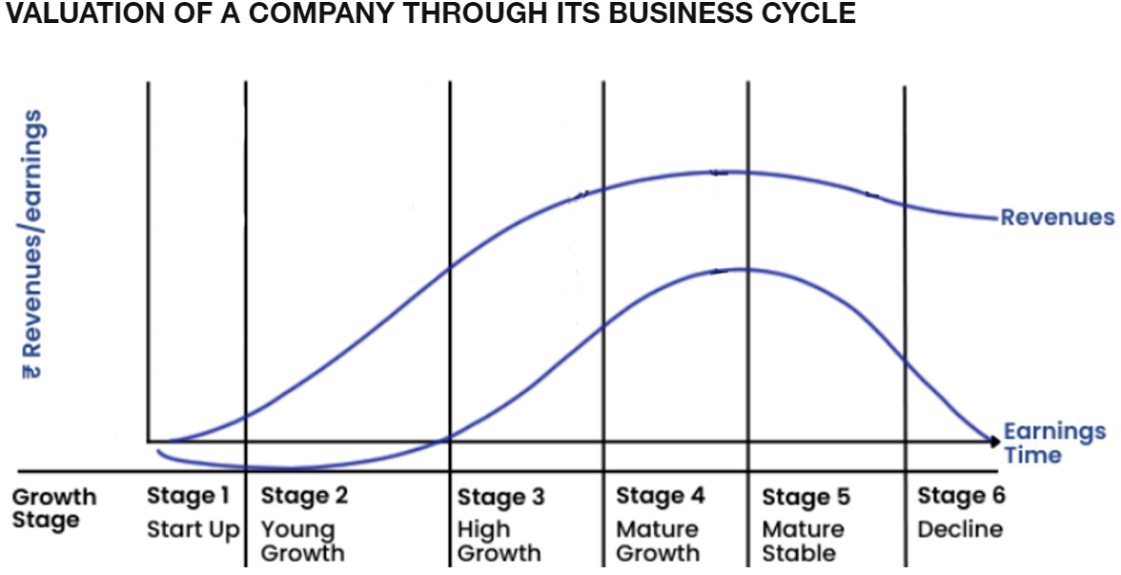 VALUATION OF A COMPANY THROUGH ITS BUSINESS CYCLE
₹ Revenues/earnings
Revenues
Earnings
Time
Growth
Stage
Stage 1
Start Up
Stage 2
Young
Growth
Stage 3
High
Growth
Stage 4
Mature
Growth
Stage 5
Mature
Stable
Stage 6
Decline